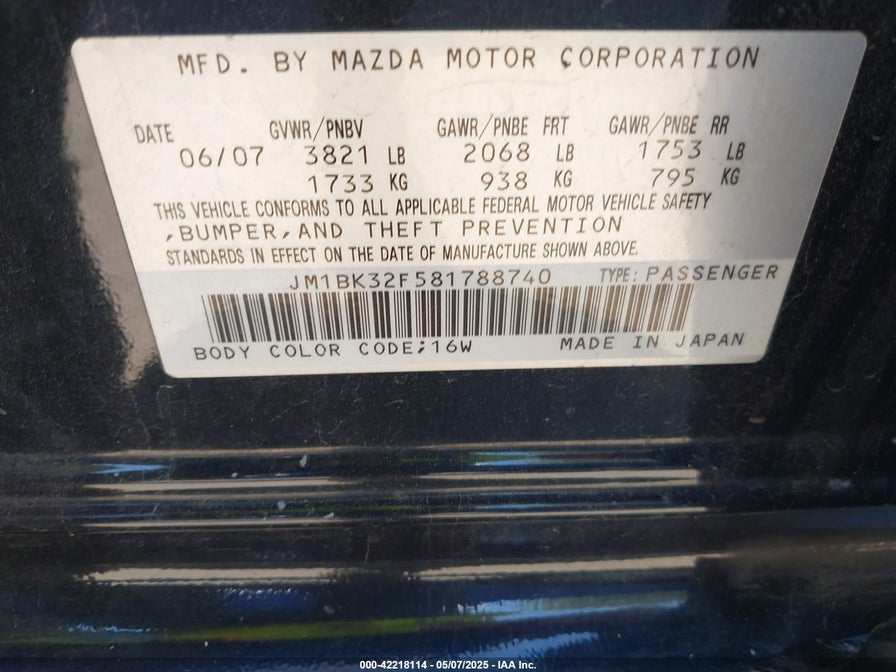 MFD. BY MAZDA MOTOR CORPORATION
DATE GVWR/PNBV GAWR/PNBE FRT GAWR/PNBE RR
06/07 3821 LB 2068 LB 1753 LB
1733 KG 938 KG 795 KG
THIS VEHICLE CONFORMS TO ALL APPLICABLE FEDERAL MOTOR VEHICLE SAFETY
,BUMPER,AND THEFT PREVENTION
STANDARDS IN EFFECT ON THE DATE OF MANUFACTURE SHOWN ABOVE.
JM1BK32F581788740 TYPE: PASSENGER
BODY COLOR CODE;16W MADE IN JAPAN
000-42218114 - 05/07/2025 - IAA Inc.